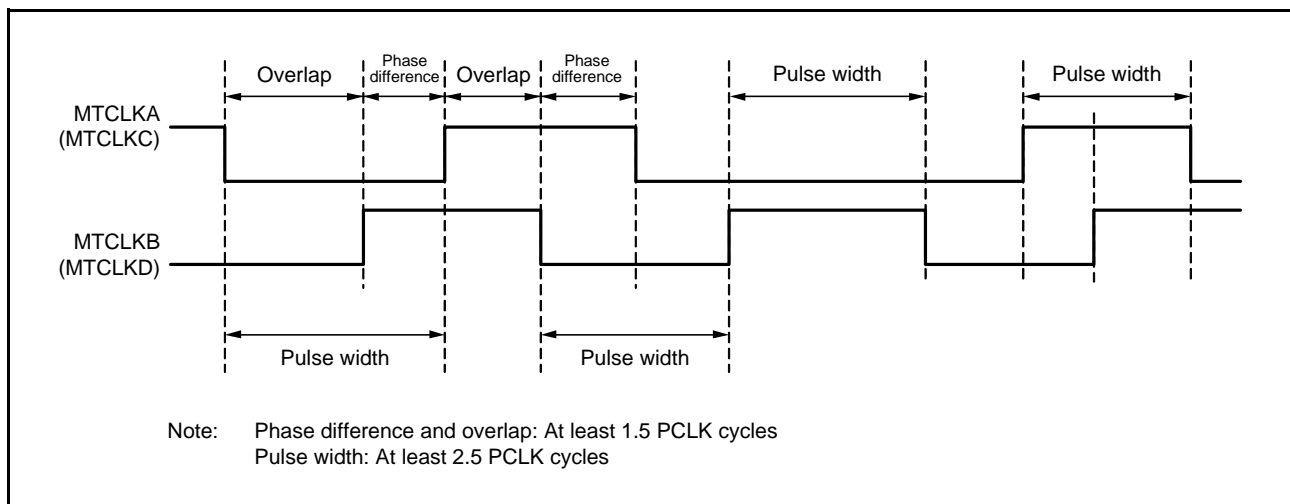 Overlap
Phase
difference
Overlap
Phase
difference
Pulse width
Pulse width
MTCLKA
(MTCLKC)
MTCLKB
(MTCLKD)
Pulse width
Pulse width
Note: Phase difference and overlap: At least 1.5 PCLK cycles
Pulse width: At least 2.5 PCLK cycles